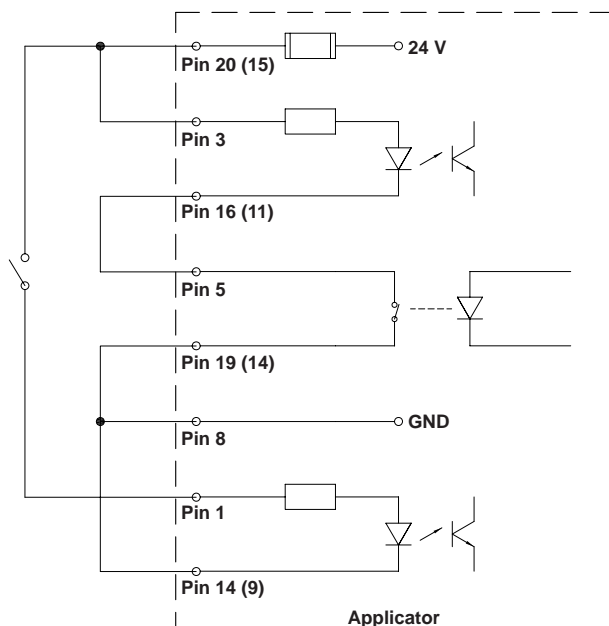 24 V
Pin 20 (15)
Pin 3
Pin 16 (11)
Pin 5
Pin 19 (14)
GND
Pin 8
Pin 1
Pin 14 (9)
Applicator